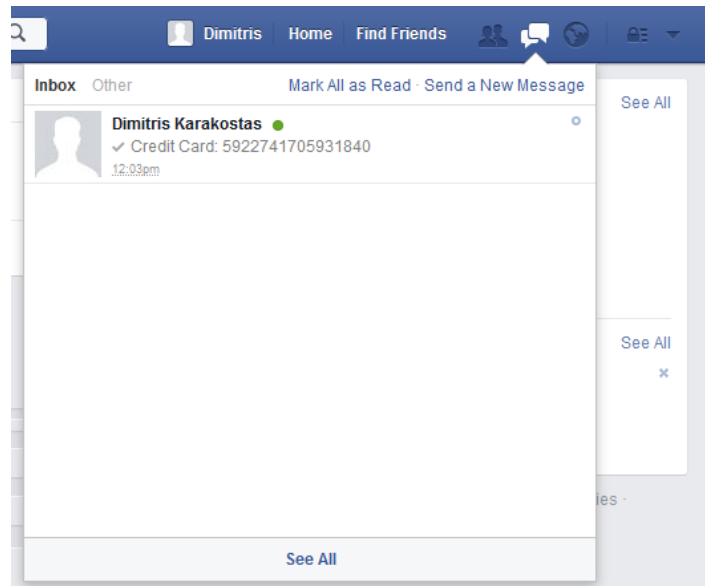 Dimitris Home Find Friends
Inbox Other Mark All as Read · Send a New Message
See All
Dimitris Karakostas
Credit Card: 5922741705931840
12:03pm
See All
ies ·
See All